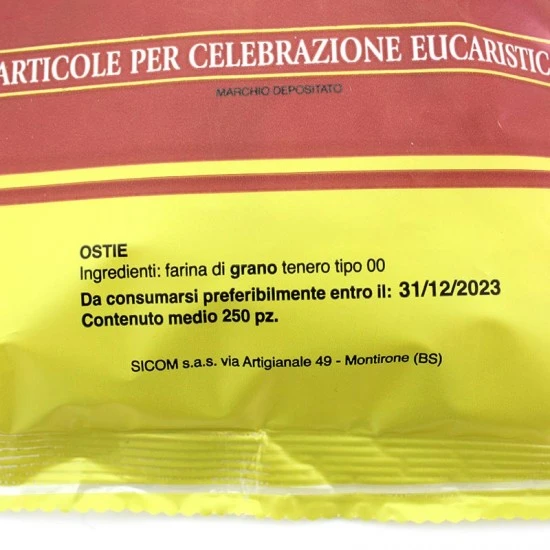 ARTICOLE PER CELEBRAZIONE EUCARISTIC
MARCHIO DEPOSITATO
OSTIE
Ingredienti: farina di grano tenero tipo 00
Da consumarsi preferibilmente entro il: 31/12/2023
Contenuto medio 250 pz.
SICOM s.a.s. via Artigianale 49 - Montirone (BS)